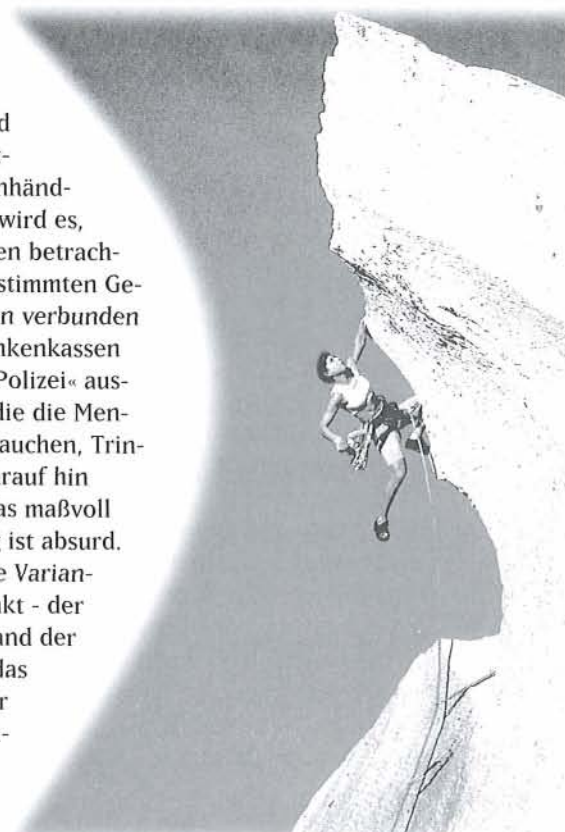 d
-
nhänd-
wird es,
en betrach-
stimmten Ge-
n verbunden
nkenkassen
Polizei« aus-
die die Men-
auchen, Trin-
rauf hin
as maßvoll
ist absurd.
e Varian-
kt - der
and der
las
r
-